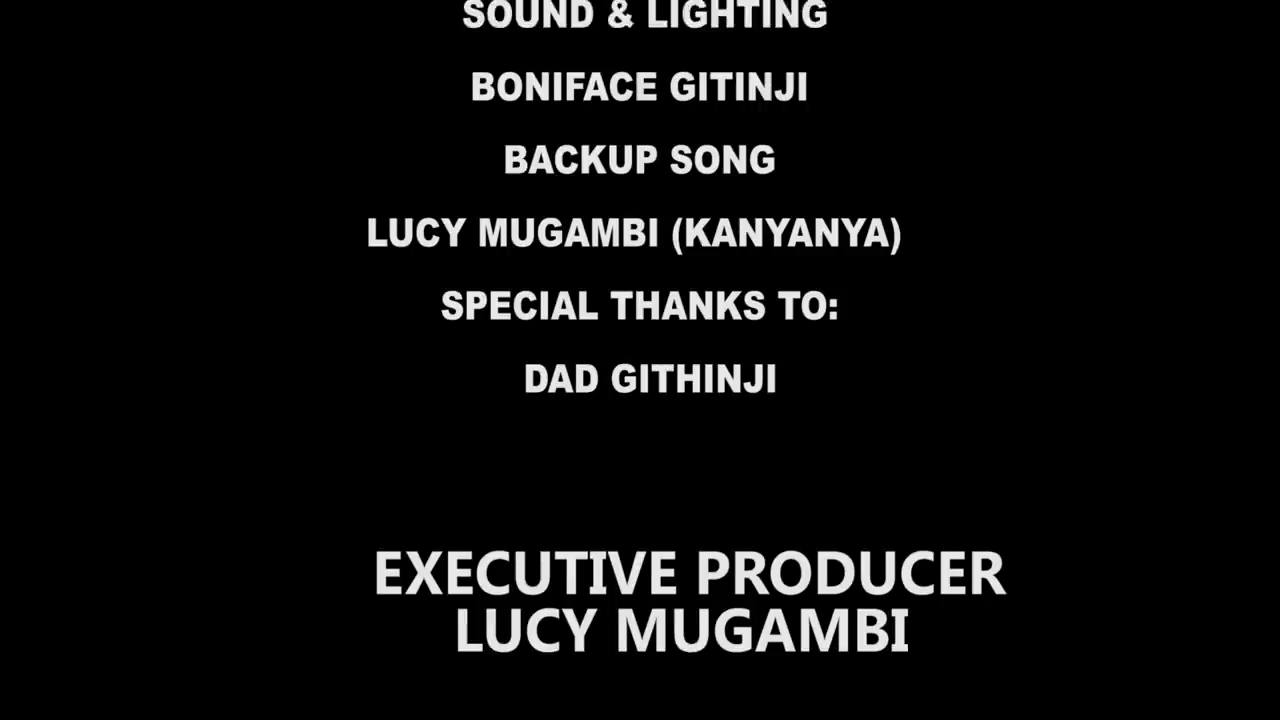 SOUND & LIGHTING
BONIFACE GITINJI
BACKUP SONG
LUCY MUGAMBI (KANYANYA)
SPECIAL THANKS TO:
DAD GITHINJI
EXECUTIVE PRODUCER
LUCY MUGAMBI